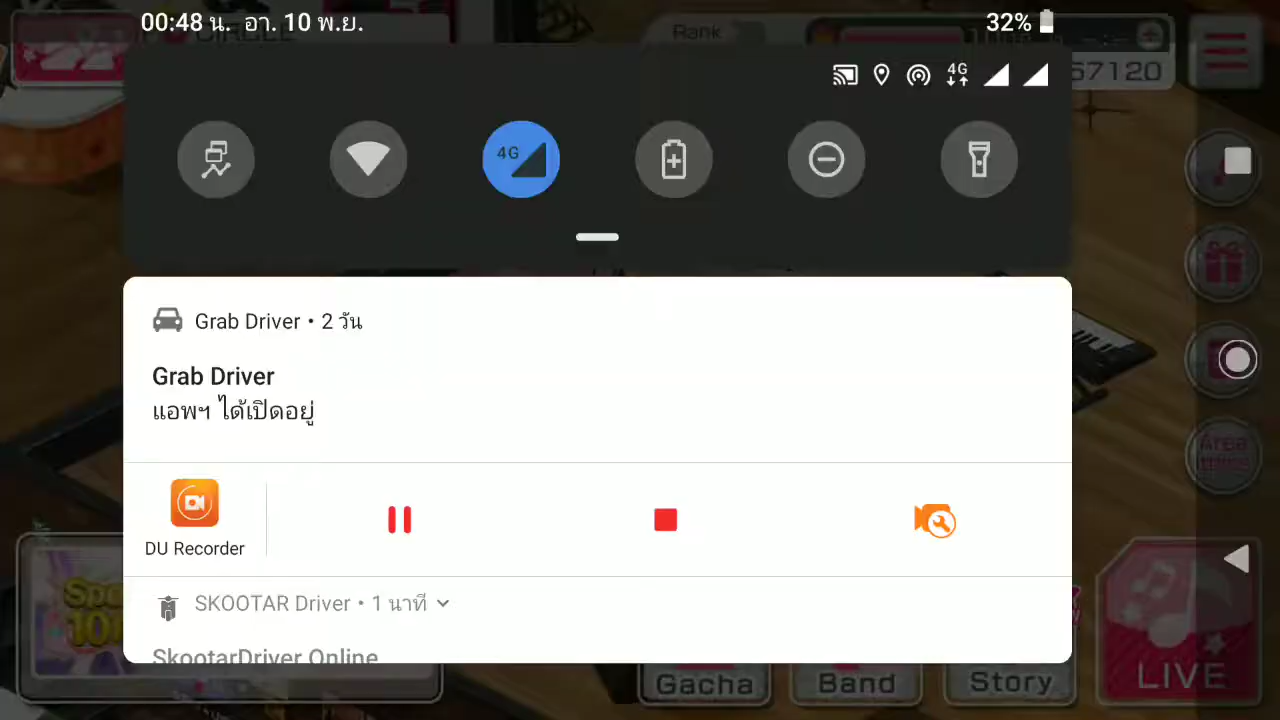 00:48 น. อา. 10 พ.ย.
32%
Rank
67120
4G
4G
Grab Driver • 2 วัน
Grab Driver
แอพฯ ได้เปิดอยู่
DU Recorder
SKOOTAR Driver • 1 นาที
SkootarDriver Online
Area
Gacha
Band
Story
LIVE